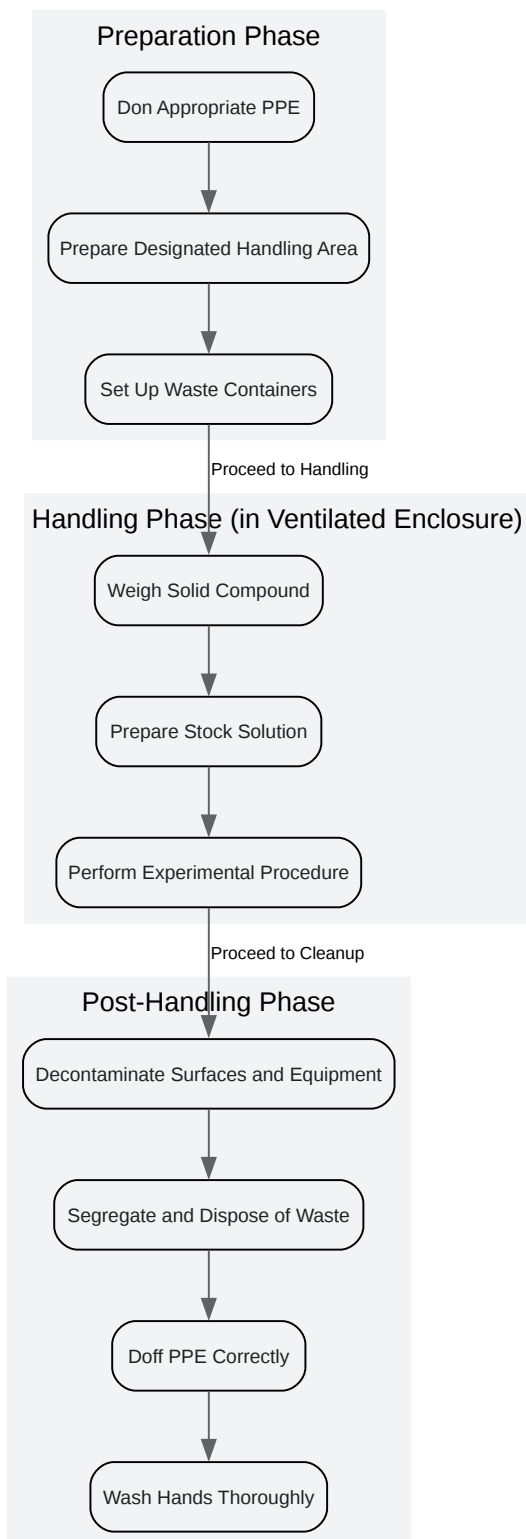 Preparation Phase
Don Appropriate PPE
Prepare Designated Handling Area
Set Up Waste Containers
Proceed to Handling
Handling Phase (in Ventilated Enclosure)
Weigh Solid Compound
Prepare Stock Solution
Perform Experimental Procedure
Proceed to Cleanup
Post-Handling Phase
Decontaminate Surfaces and Equipment
Segregate and Dispose of Waste
Doff PPE Correctly
Wash Hands Thoroughly